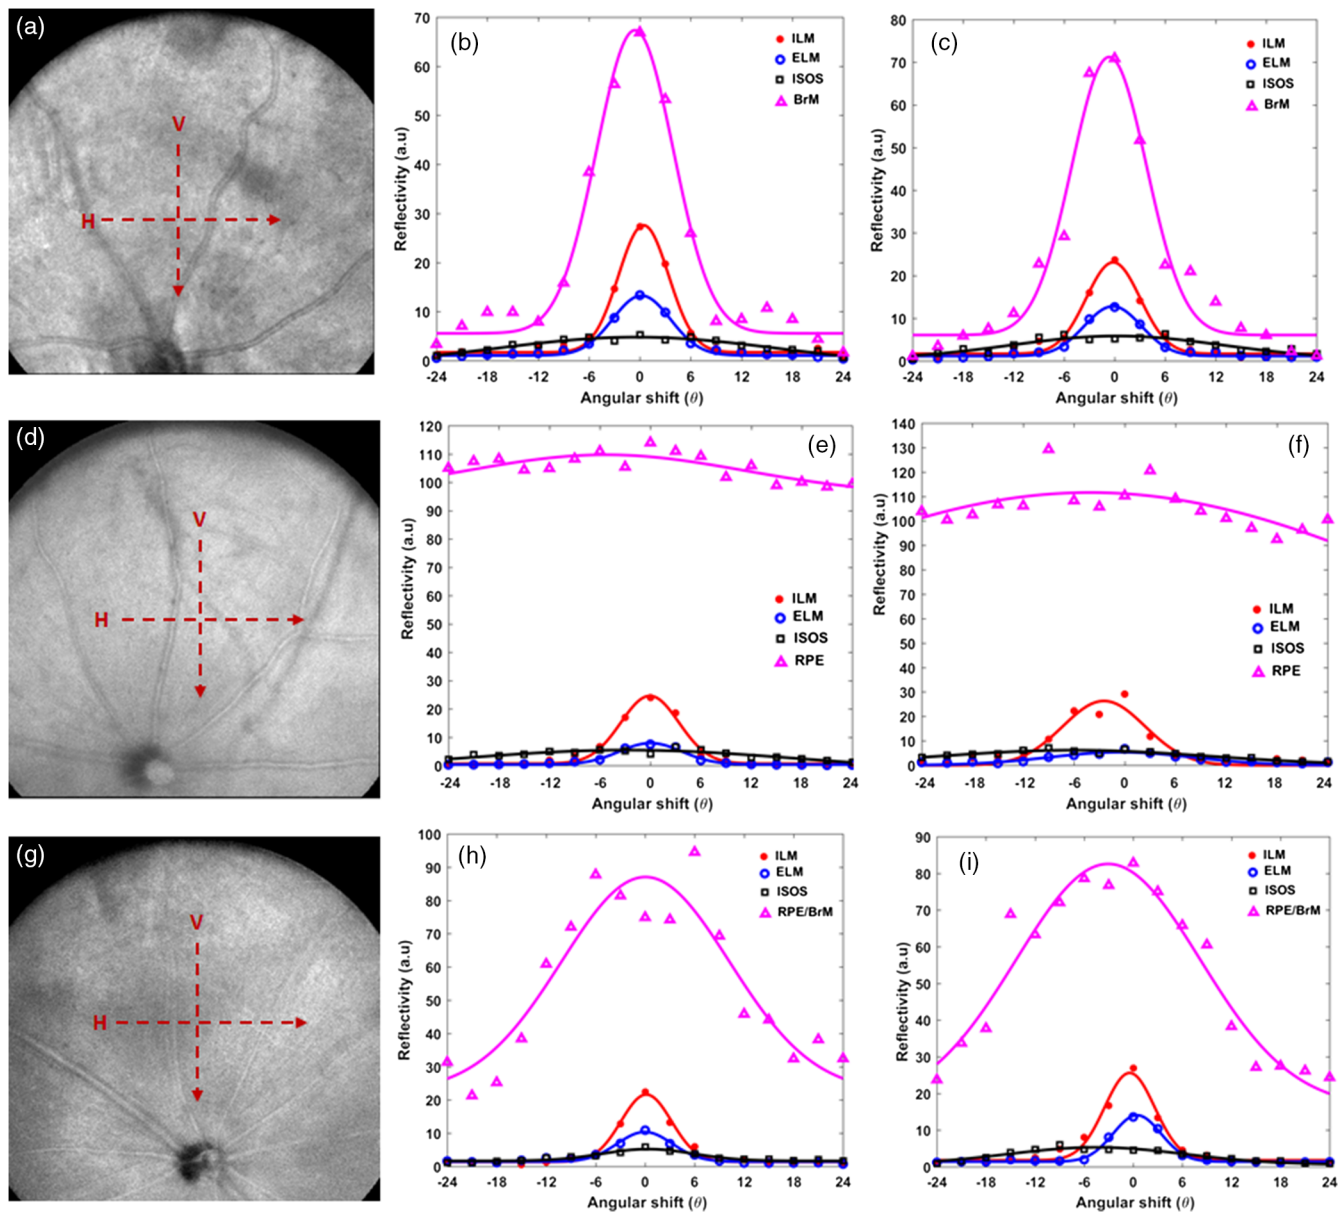 (a)
V
H
(b)
70
60
50
40
30
20
10
0
Reflectivity (a.u)
ILM
ELM
ISOS
BrM
-24 -18 -12 -6 0 6 12 18 24
Angular shift (θ)
(c)
80
70
60
50
40
30
20
10
0
Reflectivity (a.u)
ILM
ELM
ISOS
BrM
-24 -18 -12 -6 0 6 12 18 24
Angular shift (θ)
(d)
V
H
(e)
120
110
100
90
80
70
60
50
40
30
20
10
0
Reflectivity (a.u)
ILM
ELM
ISOS
RPE
-24 -18 -12 -6 0 6 12 18 24
Angular shift (θ)
(f)
140
130
120
110
100
90
80
70
60
50
40
30
20
10
0
Reflectivity (a.u)
ILM
ELM
ISOS
RPE
-24 -18 -12 -6 0 6 12 18 24
Angular shift (θ)
(g)
V
H
(h)
100
90
80
70
60
50
40
30
20
10
0
Reflectivity (a.u)
ILM
ELM
ISOS
RPE/BrM
-24 -18 -12 -6 0 6 12 18 24
Angular shift (θ)
(i)
90
80
70
60
50
40
30
20
10
0
Reflectivity (a.u)
ILM
ELM
ISOS
RPE/BrM
-24 -18 -12 -6 0 6 12 18 24
Angular shift (θ)